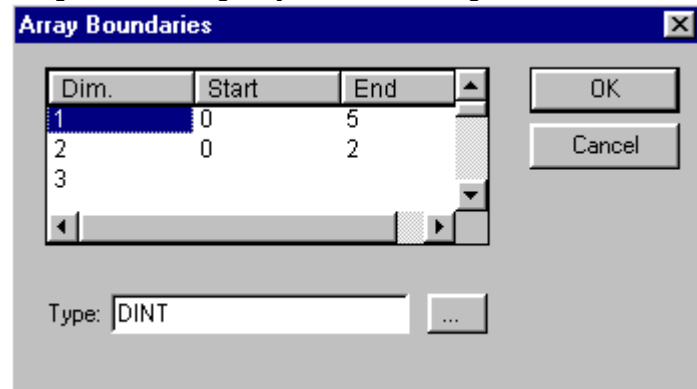 Array Boundaries
Dim. Start End
1 0 5
2 0 2
3
OK
Cancel
Type: DINT ...